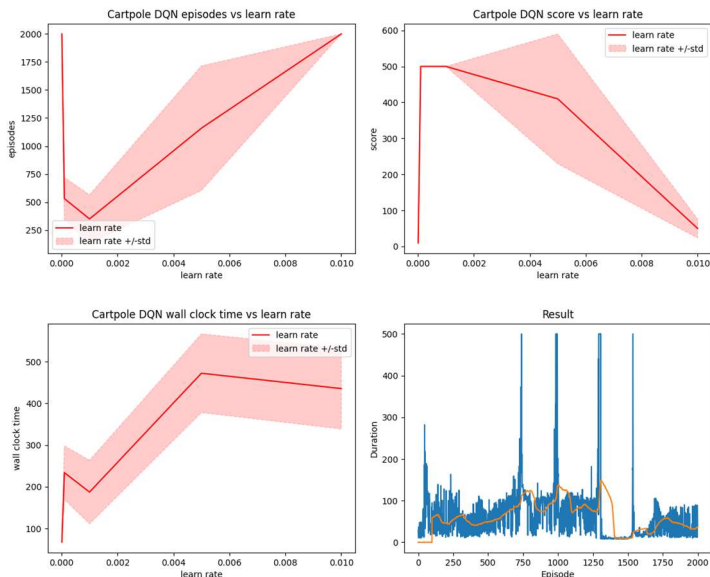 Cartpole DQN episodes vs learn rate
2000
1750
1500
1250
1000
750
500
250
episodes
learn rate
learn rate +/-std
0.000 0.002 0.004 0.006 0.008 0.010
learn rate
Cartpole DQN score vs learn rate
600
500
400
300
200
100
0
score
learn rate
learn rate +/-std
0.000 0.002 0.004 0.006 0.008 0.010
learn rate
Cartpole DQN wall clock time vs learn rate
500
400
300
200
100
wall clock time
learn rate
learn rate +/-std
0.000 0.002 0.004 0.006 0.008 0.010
learn rate
Result
500
400
300
200
100
0
Duration
0 250 500 750 1000 1250 1500 1750 2000
Episode